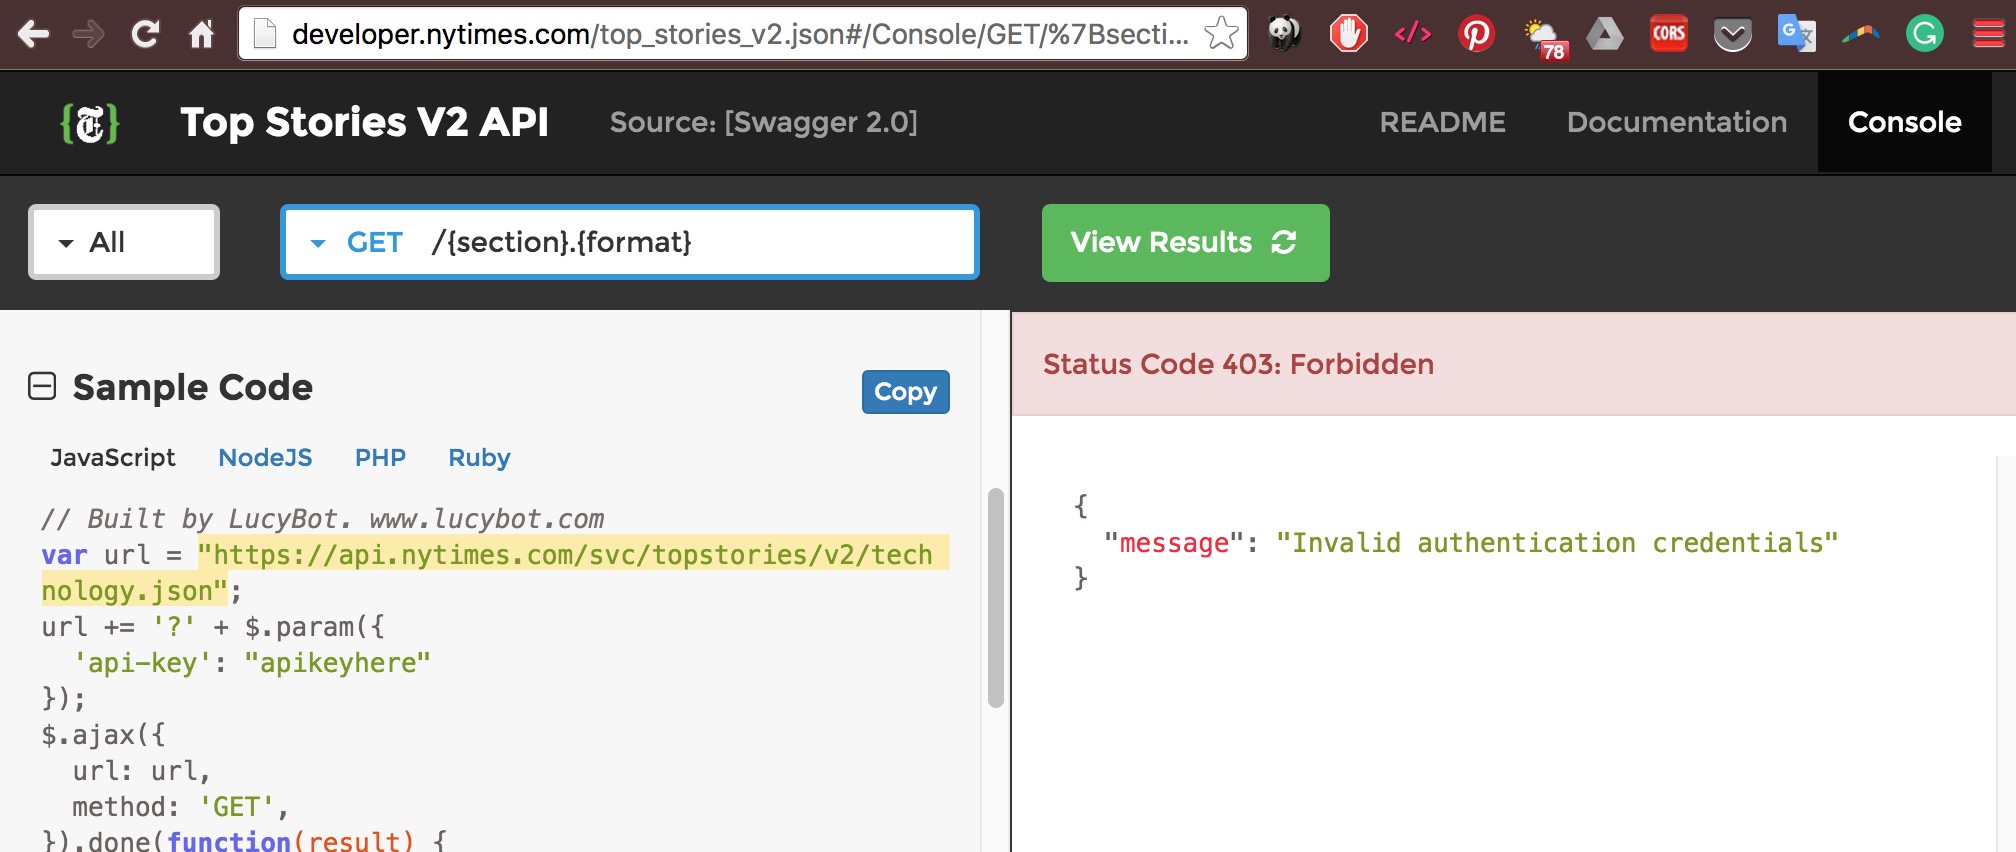 developer.nytimes.com/top_stories_v2.json#/Console/GET/%7Bsecti...
78
CORS
G
Top Stories V2 API
Source: [Swagger 2.0]
README
Documentation
Console
All
GET /{section}.{format}
View Results
Sample Code
Copy
JavaScript NodeJS PHP Ruby
// Built by LucyBot. www.lucybot.com
var url = "https://api.nytimes.com/svc/topstories/v2/tech
nology.json";
url += '?' + $.param({
'api-key': "apikeyhere"
});
$.ajax({
url: url,
method: 'GET',
}).done(function(result) {
Status Code 403: Forbidden
{
"message": "Invalid authentication credentials"
}